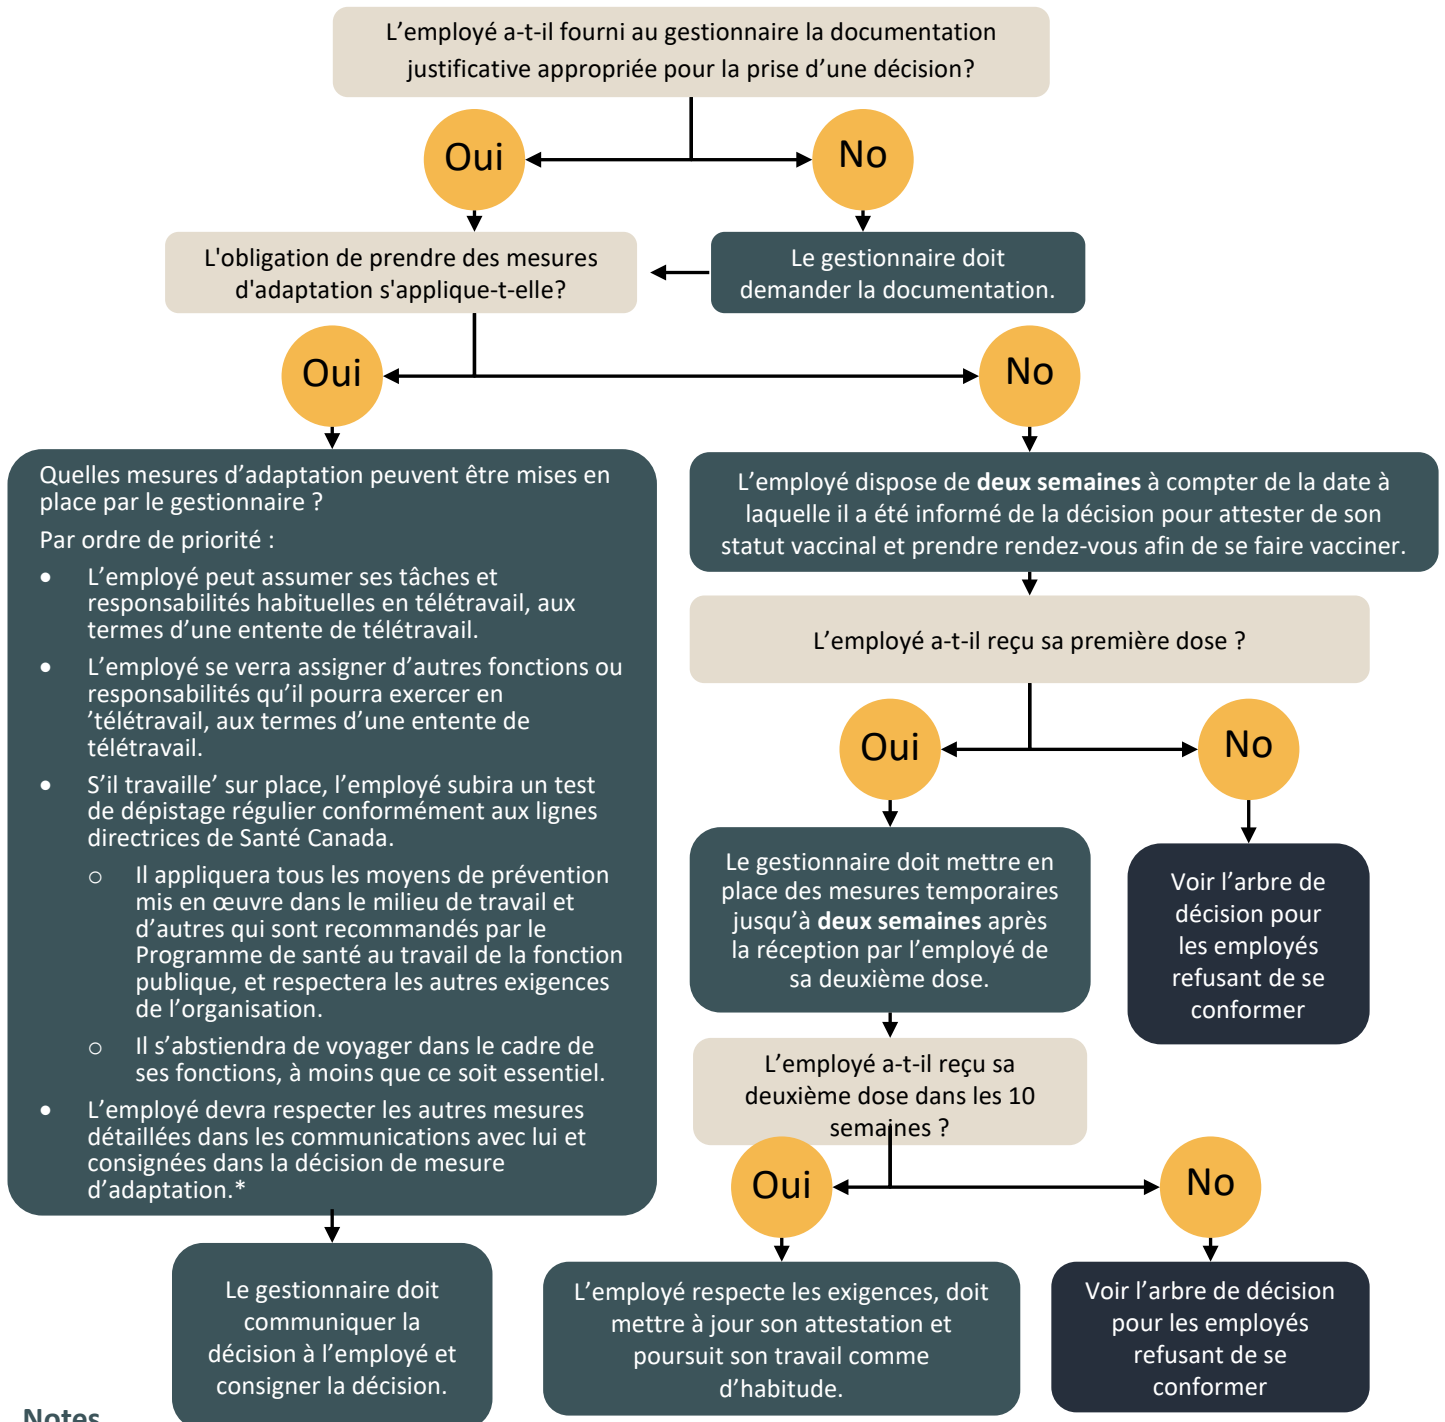 L’employé a-t-il fourni au gestionnaire la documentation
justificative appropriée pour la prise d’une décision?
Oui
No
L'obligation de prendre des mesures
d'adaptation s'applique-t-elle?
Le gestionnaire doit
demander la documentation.
Oui
No
Quelles mesures d’adaptation peuvent être mises en
place par le gestionnaire ?
Par ordre de priorité :
• L’employé peut assumer ses tâches et
responsabilités habituelles en télétravail, aux
termes d’une entente de télétravail.
• L’employé se verra assigner d’autres fonctions ou
responsabilités qu’il pourra exercer en
’télétravail, aux termes d’une entente de
télétravail.
• S’il travaille’ sur place, l’employé subira un test
de dépistage régulier conformément aux lignes
directrices de Santé Canada.
o Il appliquera tous les moyens de prévention
mis en œuvre dans le milieu de travail et
d’autres qui sont recommandés par le
Programme de santé au travail de la fonction
publique, et respectera les autres exigences
de l’organisation.
o Il s’abstiendra de voyager dans le cadre de
ses fonctions, à moins que ce soit essentiel.
• L’employé devra respecter les autres mesures
détaillées dans les communications avec lui et
consignées dans la décision de mesure
d’adaptation.*
Le gestionnaire doit
communiquer la
décision à l’employé et
consigner la décision.
L’employé dispose de deux semaines à compter de la date à
laquelle il a été informé de la décision pour attester de son
statut vaccinal et prendre rendez-vous afin de se faire vacciner.
L’employé a-t-il reçu sa première dose ?
Oui
No
Le gestionnaire doit mettre en
place des mesures temporaires
jusqu’à deux semaines après
la réception par l’employé de
sa deuxième dose.
Voir l’arbre de
décision pour
les employés
refusant de se
conformer
L’employé a-t-il reçu sa
deuxième dose dans les 10
semaines ?
Oui
No
L’employé respecte les exigences, doit
mettre à jour son attestation et
poursuit son travail comme
d’habitude.
Voir l’arbre de décision
pour les employés
refusant de se
conformer
Notes